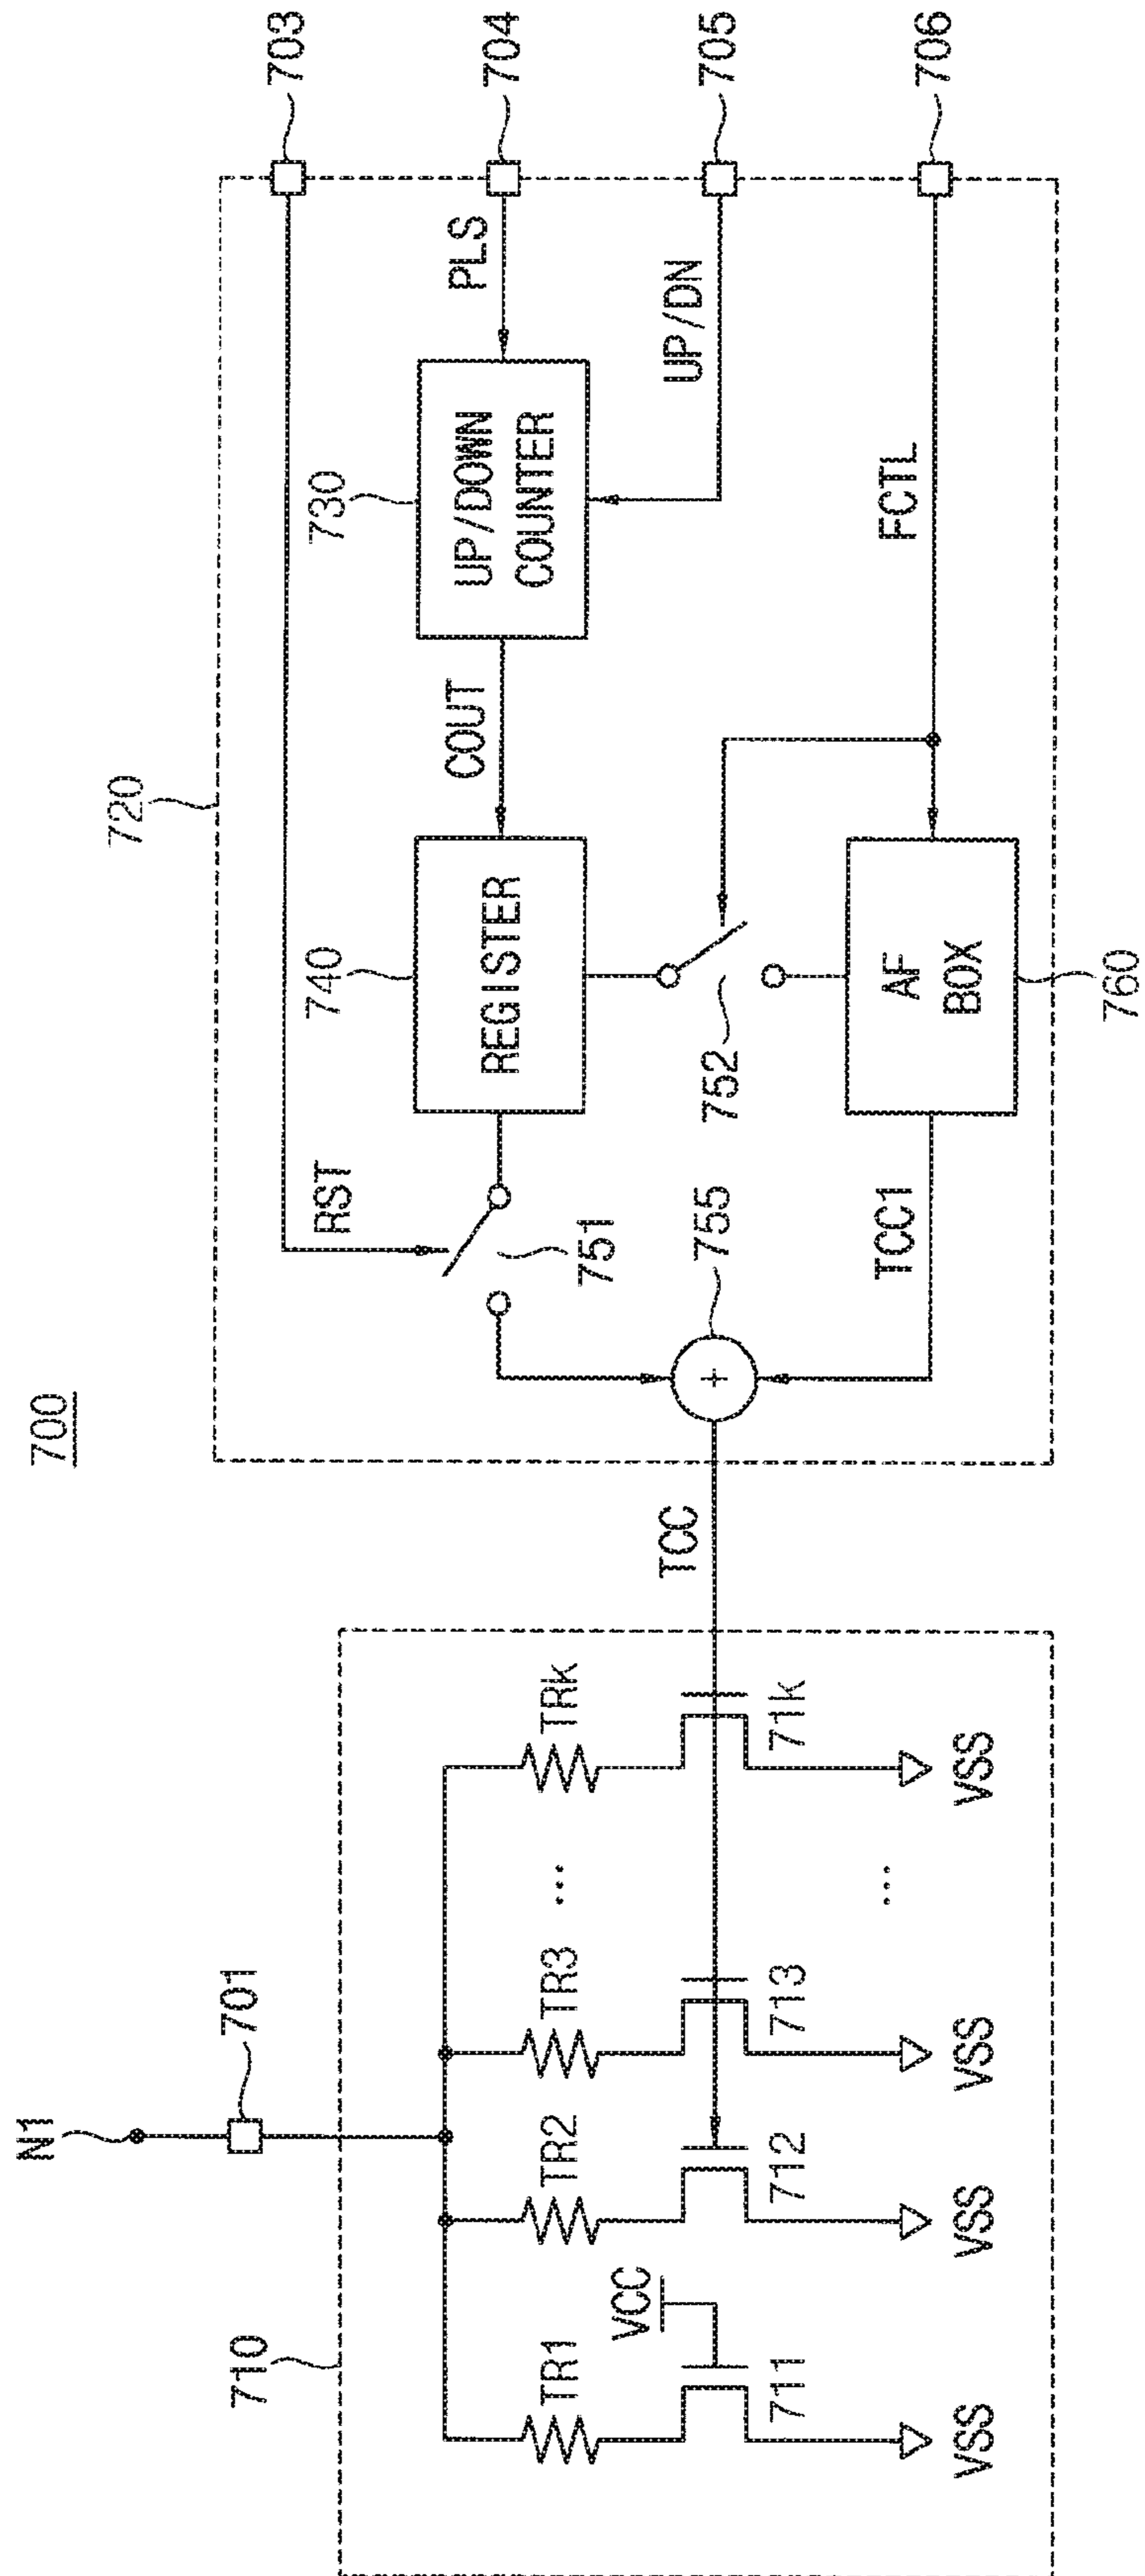 700
N1
701
710
720
TR1
TR2
TR3
...
TRK
VCC
711
712
713
71k
VSS
VSS
VSS
...
VSS
TCC
RST
751
755
TCC1
740
REGISTER
752
AF
BOX
760
COUT
730
UP/DOWN
COUNTER
PLS
UP/DN
FCTL
703
704
705
706